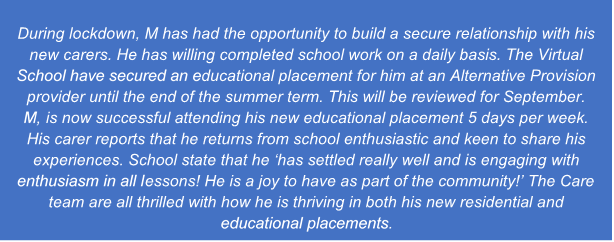 During lockdown, M has had the opportunity to build a secure relationship with his
new carers. He has willing completed school work on a daily basis. The Virtual
School have secured an educational placement for him at an Alternative Provision
provider until the end of the summer term. This will be reviewed for September.
M, is now successful attending his new educational placement 5 days per week.
His carer reports that he returns from school enthusiastic and keen to share his
experiences. School state that he ‘has settled really well and is engaging with
enthusiasm in all lessons! He is a joy to have as part of the community!’ The Care
team are all thrilled with how he is thriving in both his new residential and
educational placements.